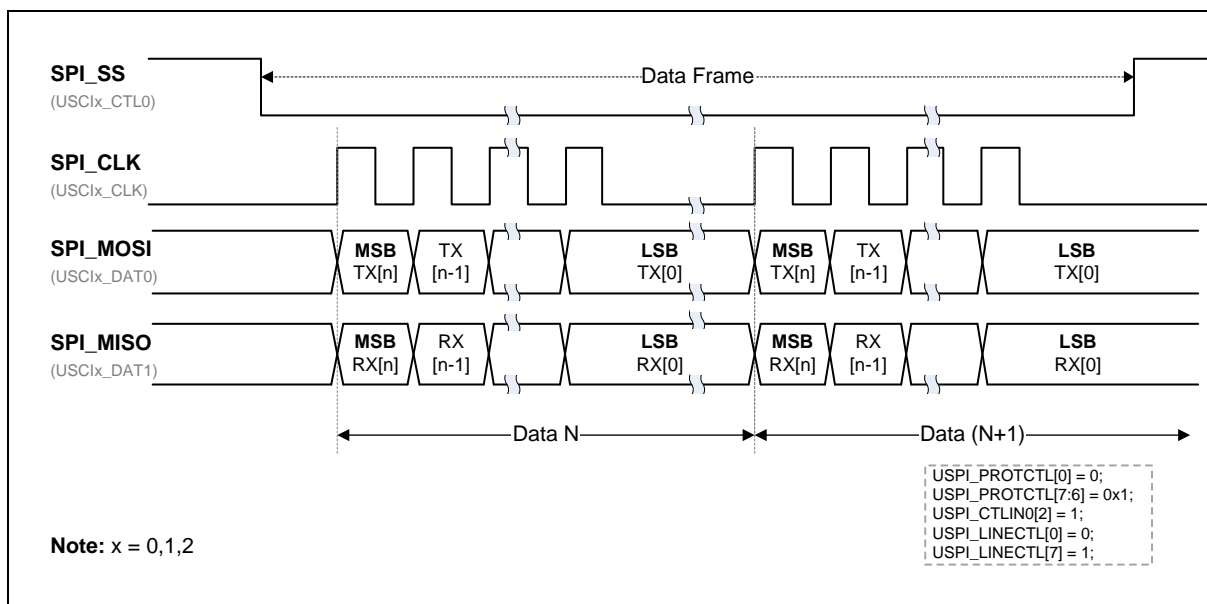 SPI_SS
(USCIx_CTL0)
Data Frame
SPI_CLK
(USCIx_CLK)
SPI_MOSI
(USCIx_DAT0)
MSB
TX[n]
TX
[n-1]
LSB
TX[0]
MSB
TX[n]
TX
[n-1]
LSB
TX[0]
SPI_MISO
(USCIx_DAT1)
MSB
RX[n]
RX
[n-1]
LSB
RX[0]
MSB
RX[n]
RX
[n-1]
LSB
RX[0]
Data N
Data (N+1)
USPI_PROTCTL[0] = 0;
USPI_PROTCTL[7:6] = 0x1;
USPI_CTLIN0[2] = 1;
USPI_LINECTL[0] = 0;
USPI_LINECTL[7] = 1;
Note: x = 0,1,2